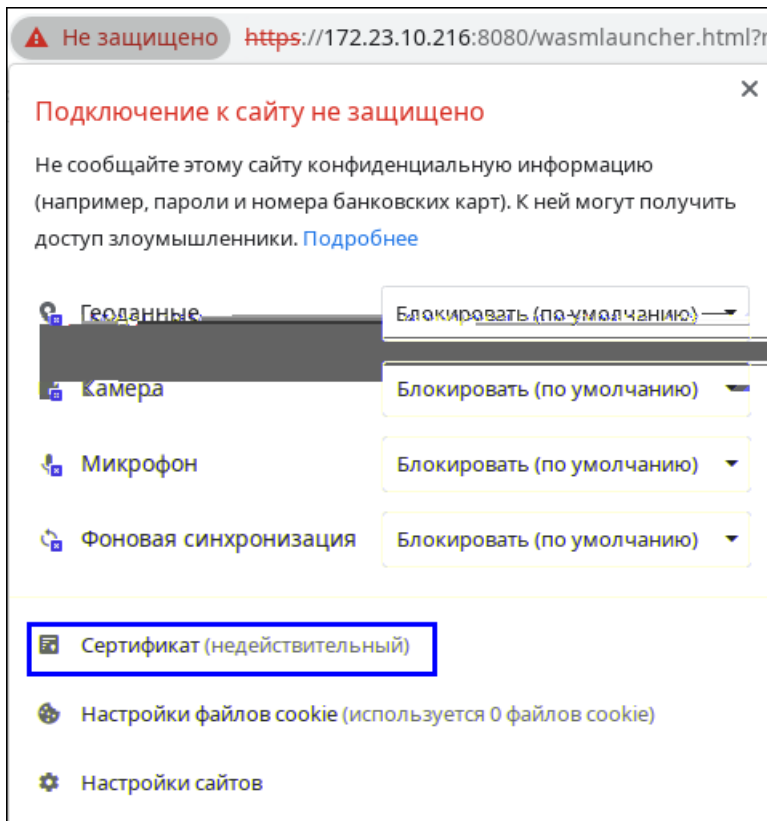 Не защищено https://172.23.10.216:8080/wasmlauncher.html?
Подключение к сайту не защищено
Не сообщайте этому сайту конфиденциальную информацию
(например, пароли и номера банковских карт). К ней могут получить
доступ злоумышленники. Подробнее
Геоданные Блокировать (по умолчанию)
Камера Блокировать (по умолчанию)
Микрофон Блокировать (по умолчанию)
Фоновая синхронизация Блокировать (по умолчанию)
Сертификат (недействительный)
Настройки файлов cookie (используется 0 файлов cookie)
Настройки сайтов